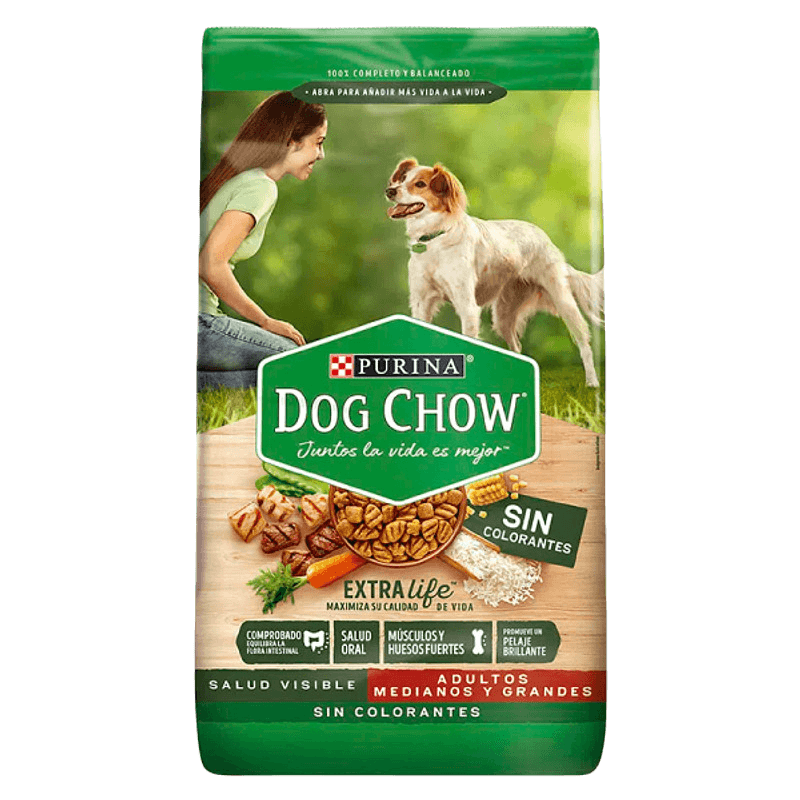 100% COMPLETO Y BALANCEADO
• ABRA PARA AÑADIR MÁS VIDA A LA VIDA •
PURINA®
DOG CHOW®
Juntos la vida es mejor™
SIN
COLORANTES
EXTRA life™
MAXIMIZA SU CALIDAD DE VIDA
COMPROBADO
EQUILIBRA LA
FLORA INTESTINAL
SALUD
ORAL
MÚSCULOS Y
HUESOS FUERTES
PROMUEVE UN
PELAJE
BRILLANTE
SALUD VISIBLE
ADULTOS
MEDIANOS Y GRANDES
SIN COLORANTES